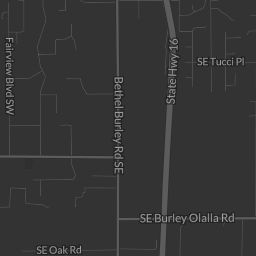 Fairview Blvd SW
Bethel Burley Rd SE
State Hwy 16
SE Tucci Pl
SE Burley Olalla Rd
SE Oak Rd